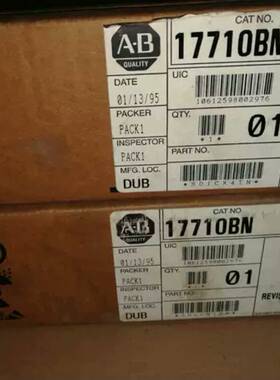 CAT NO.
A-B
QUALITY
17710BN
DATE
01/13/95
UIC
10612598002976
PACKER
PACK1
QTY.
*1*
01
INSPECTOR
PACK1
PART NO.
MFG. LOC.
DUB
CAT NO
A-B
QUALITY
17710BN
DATE
01/13/95
UIC
PACKER
PACK1
QTY.
01
INSPECTOR
PACK1
PART NO
MFG. LOC.
DUB
REVIS